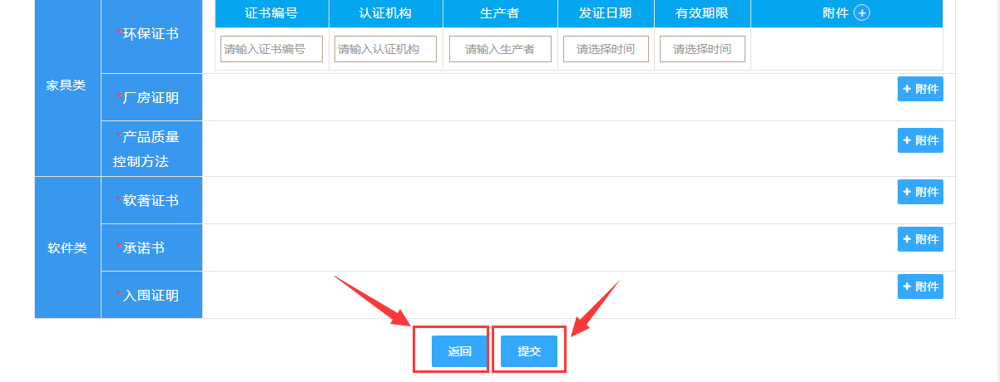 证书编号 认证机构 生产者 发证日期 有效期限 附件
*环保证书
请输入证书编号 请输入认证机构 请输入生产者 请选择时间 请选择时间
家具类
*厂房证明 + 附件
*产品质量 + 附件
控制方法
*软著证书 + 附件
软件类
*承诺书 + 附件
*入围证明 + 附件
返回 提交